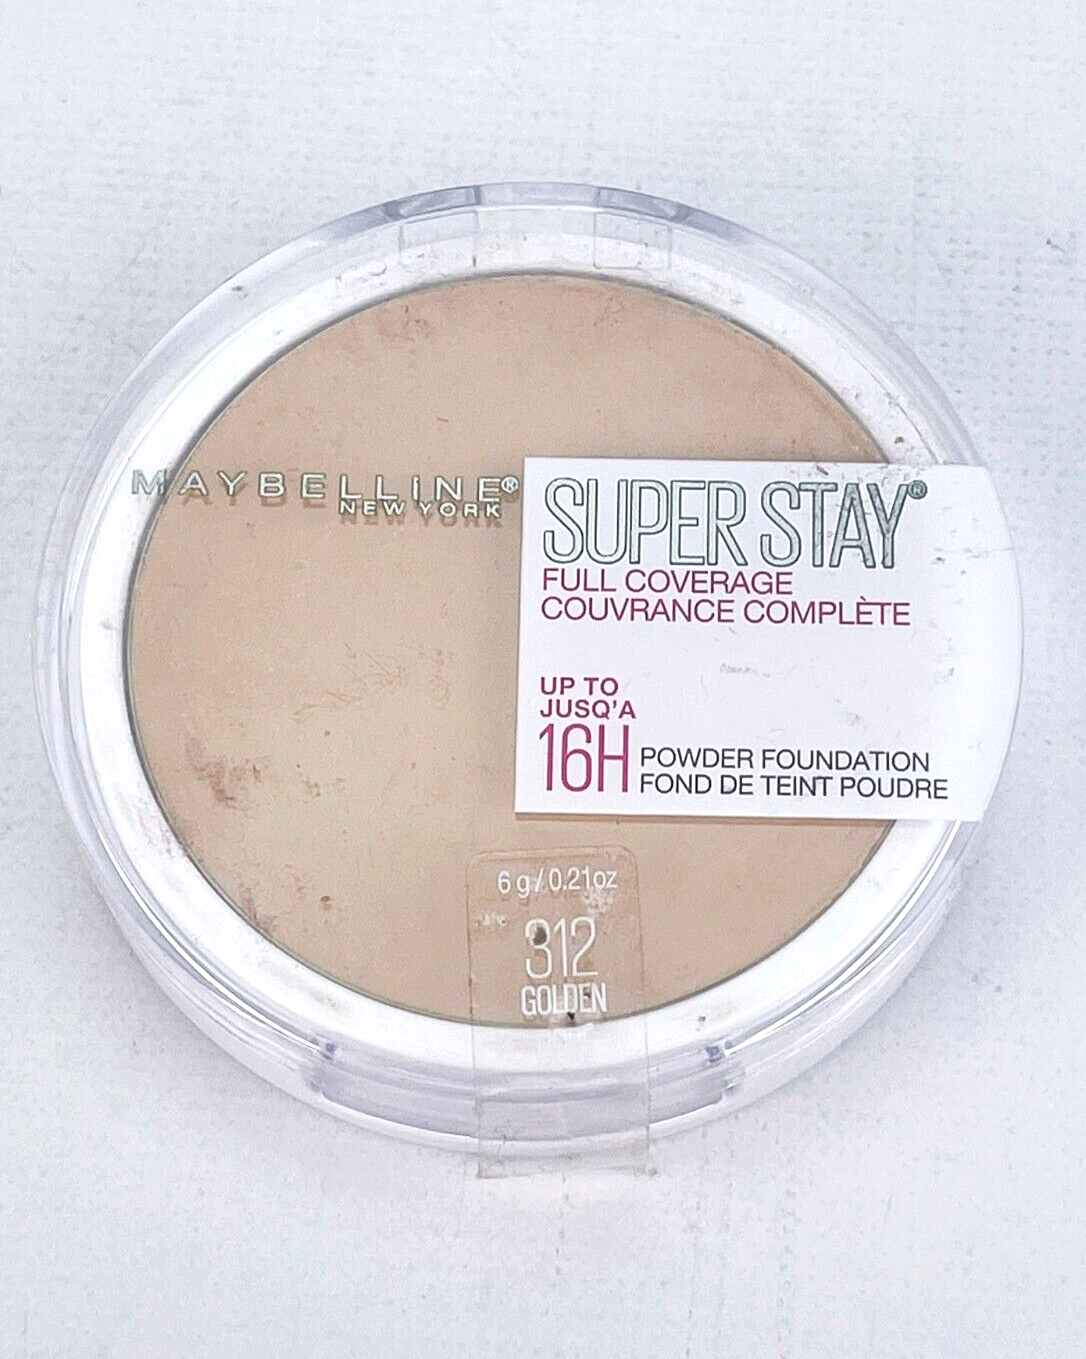 MAYBELLINE®
NEW YORK
SUPER STAY®
FULL COVERAGE
COUVRANCE COMPLÈTE
UP TO
JUSQ'A
16H POWDER FOUNDATION
FOND DE TEINT POUDRE
6 g / 0.21oz
312
GOLDEN